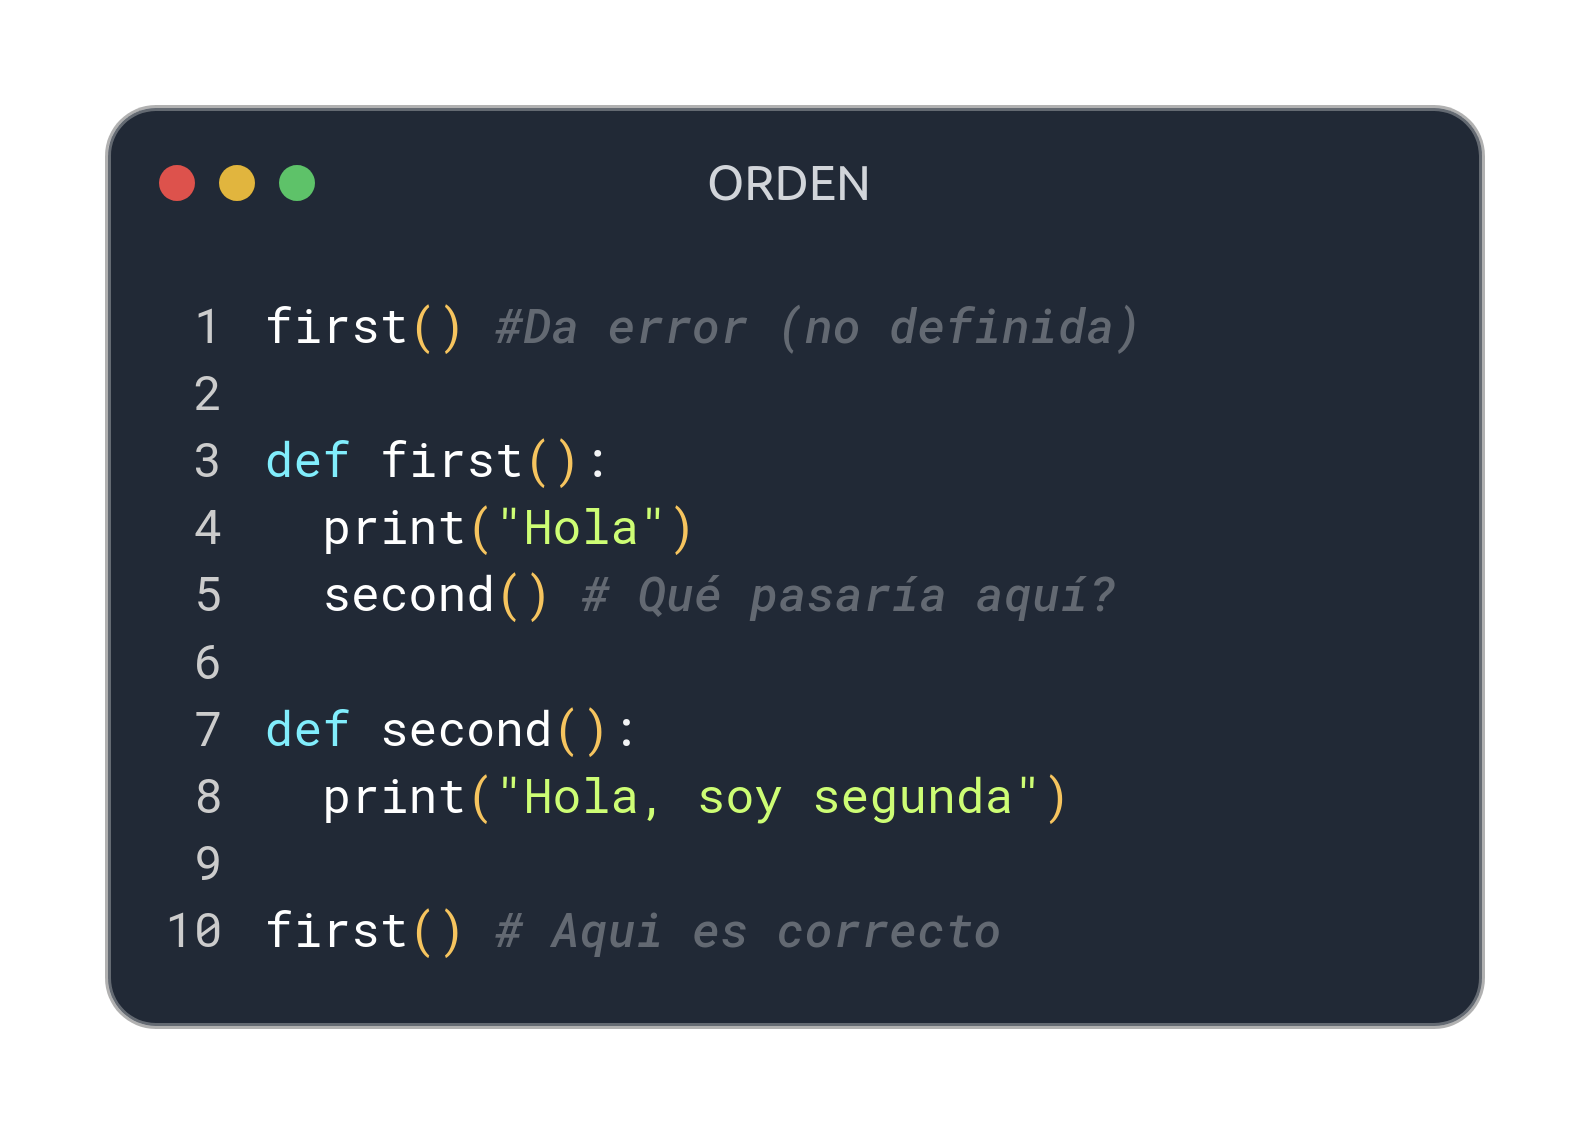 ORDEN
1 first() #Da error (no definida)
2
3 def first():
4   print("Hola")
5   second() # Qué pasaría aquí?
6
7 def second():
8   print("Hola, soy segunda")
9
10 first() # Aqui es correcto